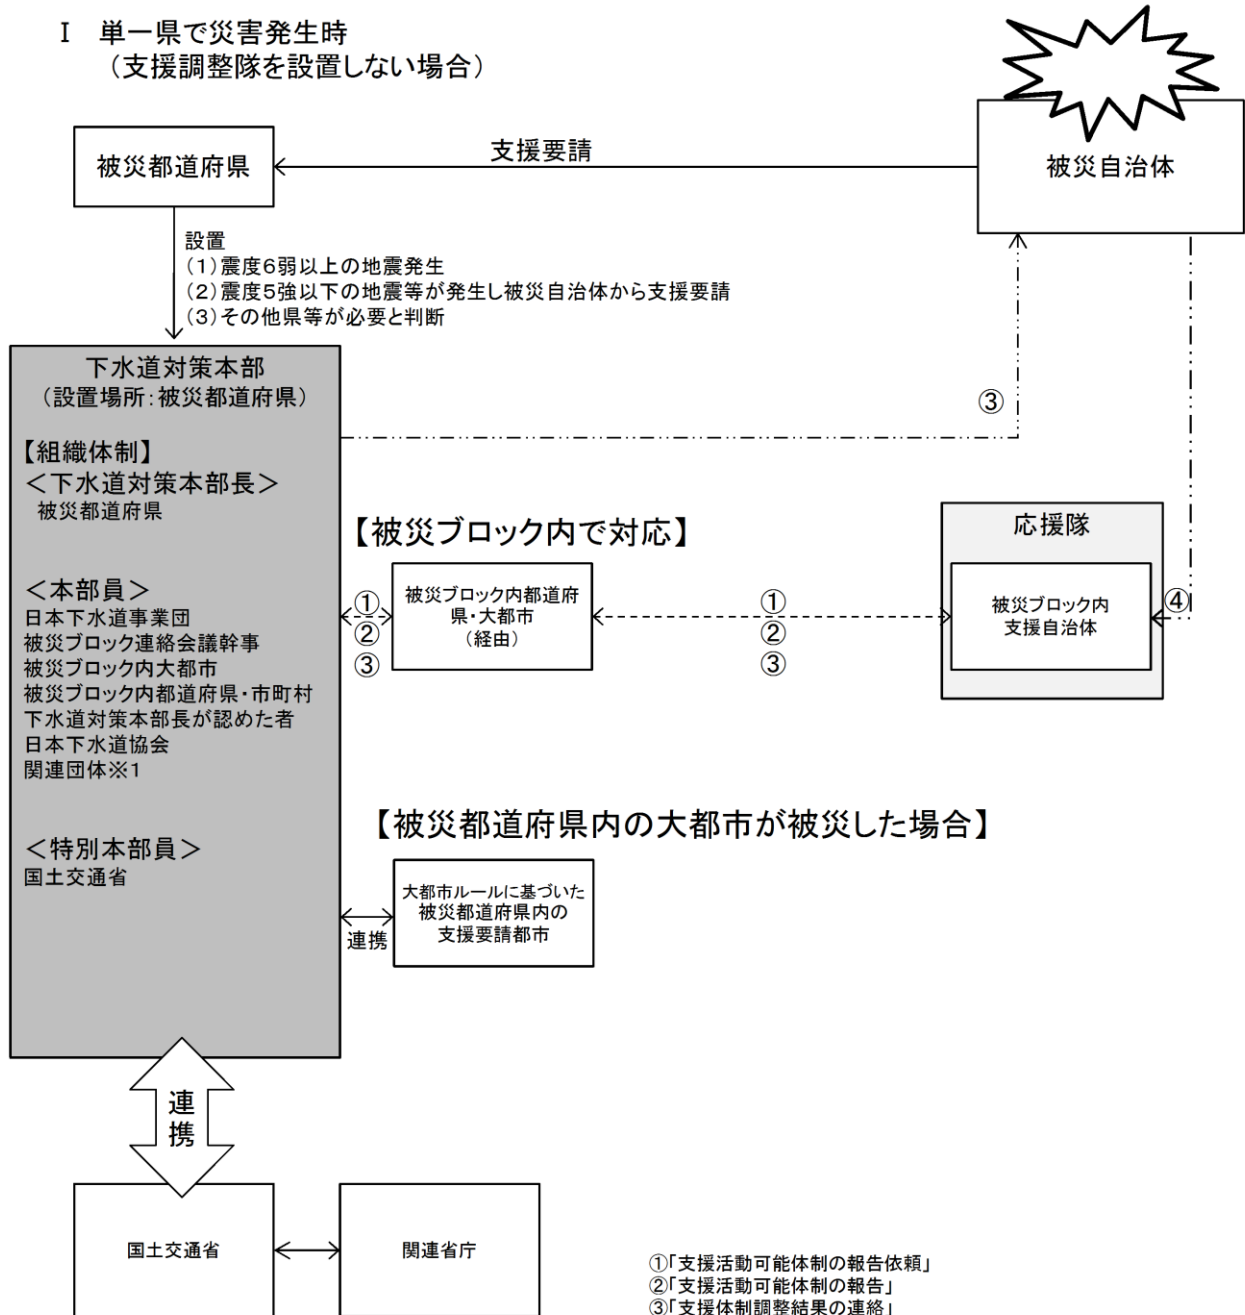 Ⅰ 単一県で災害発生時
(支援調整隊を設置しない場合)
被災都道府県
支援要請
被災自治体
設置
(1)震度6弱以上の地震発生
(2)震度5強以下の地震等が発生し被災自治体から支援要請
(3)その他県等が必要と判断
下水道対策本部
(設置場所:被災都道府県)
【組織体制】
<下水道対策本部長>
被災都道府県
<本部員>
日本下水道事業団
被災ブロック連絡会議幹事
被災ブロック内大都市
被災ブロック内都道府県・市町村
下水道対策本部長が認めた者
日本下水道協会
関連団体※1
<特別本部員>
国土交通省
③
【被災ブロック内で対応】
①
②
③
被災ブロック内都道府
県・大都市
(経由)
①
②
③
応援隊
被災ブロック内
支援自治体
④
【被災都道府県内の大都市が被災した場合】
連携
大都市ルールに基づいた
被災都道府県内の
支援要請都市
連
携
国土交通省
関連省庁
①「支援活動可能体制の報告依頼」
②「支援活動可能体制の報告」
③「支援体制調整結果の連絡」